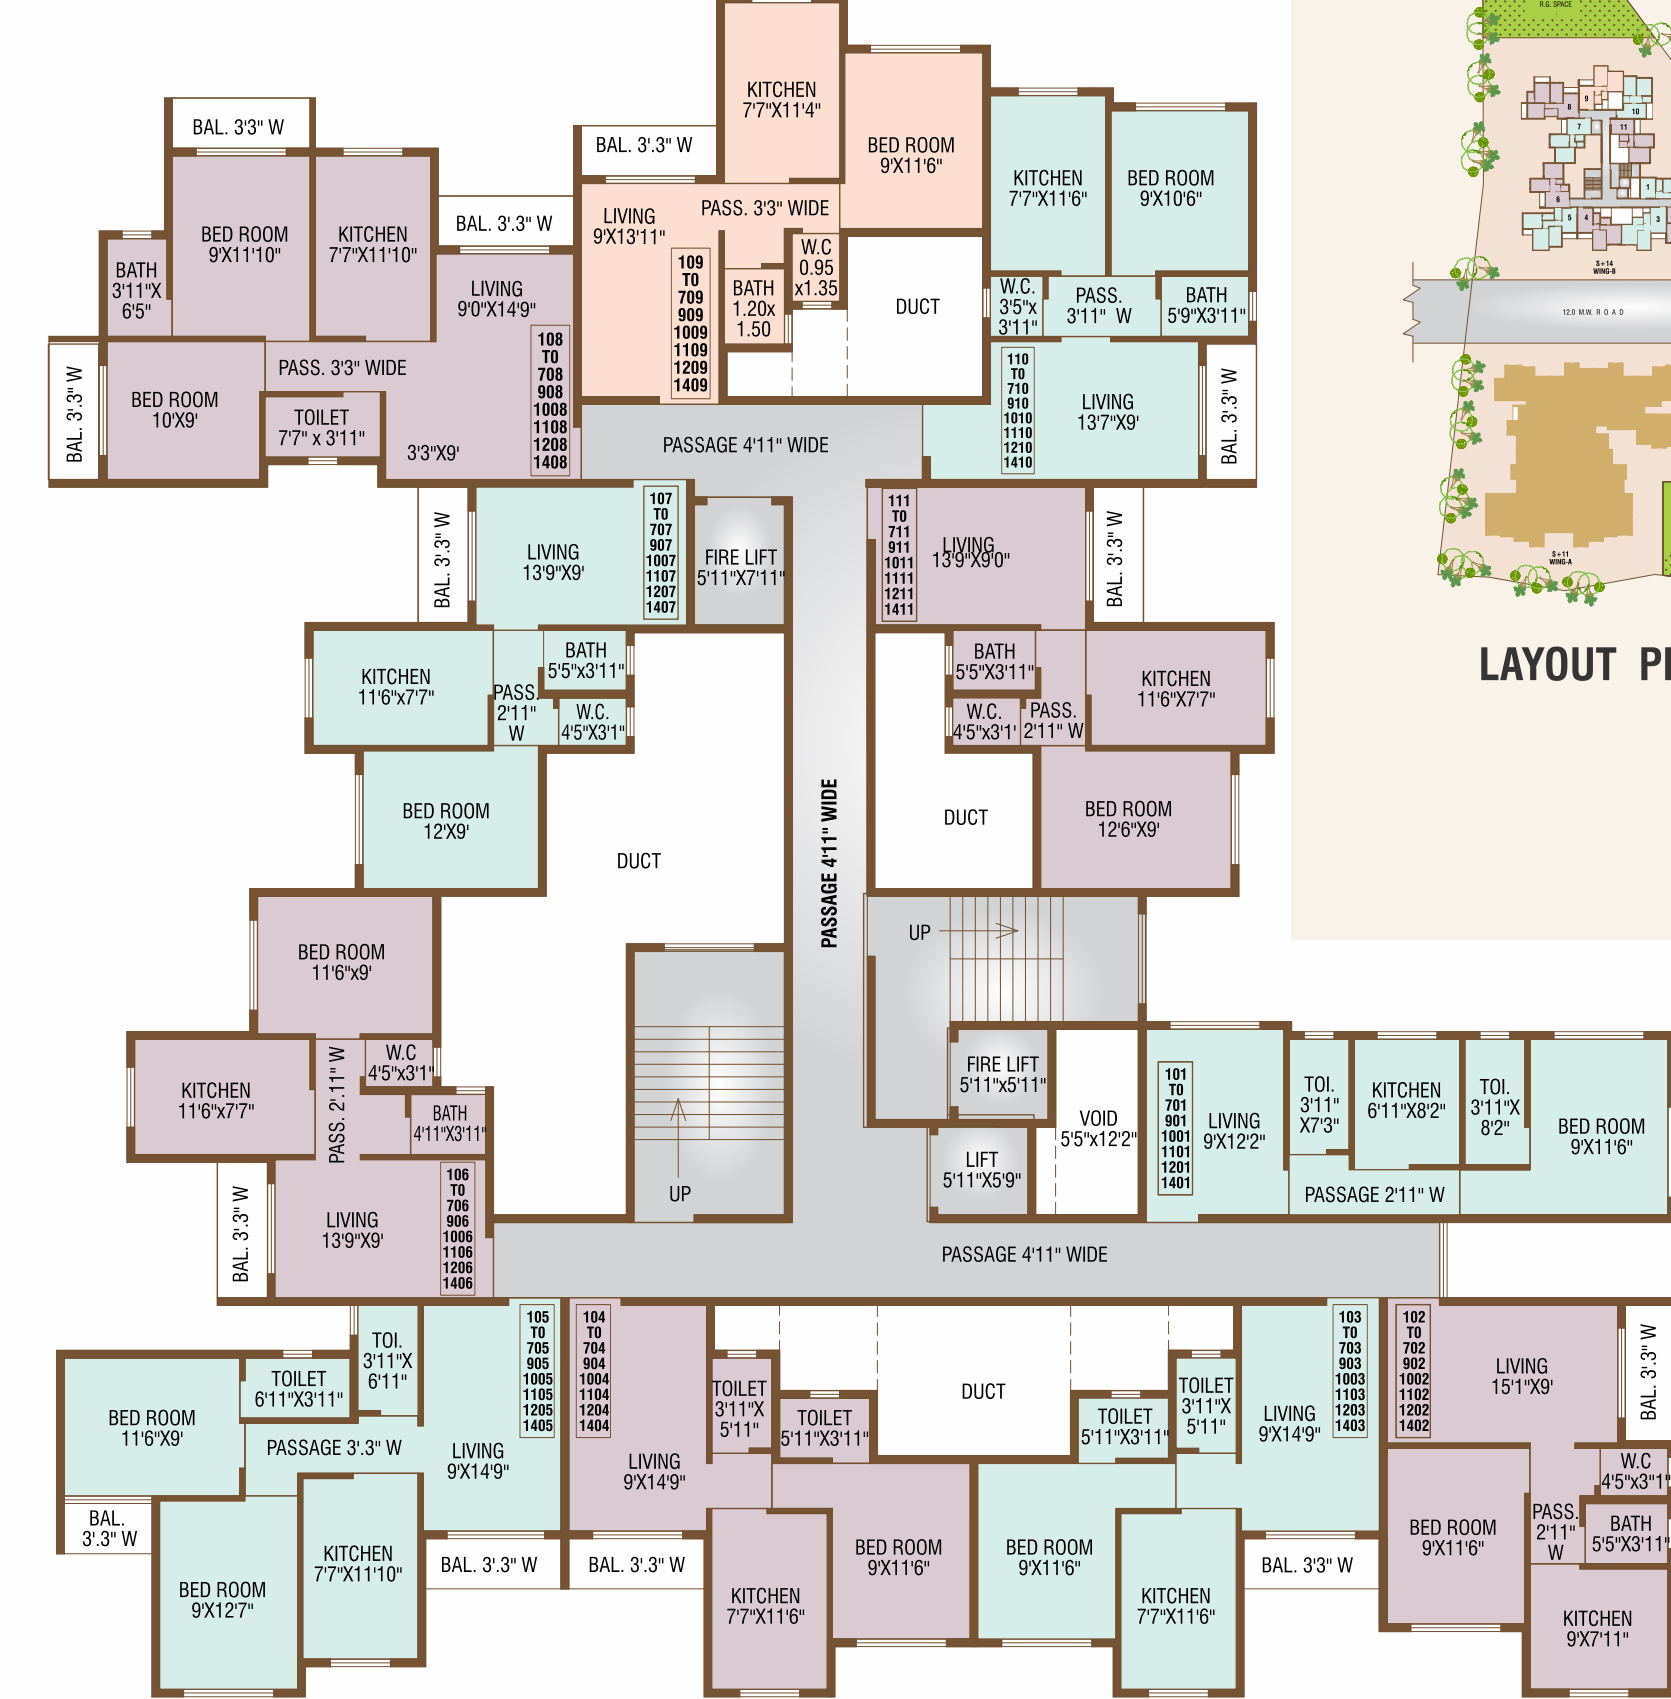 R.G. SPACE
KITCHEN
7'7"X11'4"
BED ROOM
9'X11'6"
BAL. 3'.3" W
LIVING
9'X13'11"
PASS. 3'3" WIDE
109
TO
709
909
1009
1109
1209
1409
W.C
0.95
x1.35
BATH
1.20x
1.50
DUCT
BAL. 3'3" W
BED ROOM
9'X11'10"
KITCHEN
7'7"X11'10"
BAL. 3'.3" W
BATH
3'11"X
6'5"
LIVING
9'0"X14'9"
108
TO
708
908
1008
1108
1208
1408
PASS. 3'3" WIDE
BED ROOM
10'X9'
TOILET
7'7" x 3'11"
3'3"X9'
BAL. 3'.3" W
KITCHEN
7'7"X11'6"
BED ROOM
9'X10'6"
W.C.
3'5"x
3'11"
PASS.
3'11" W
BATH
5'9"X3'11"
110
TO
710
910
1010
1110
1210
1410
LIVING
13'7"X9'
BAL. 3'.3" W
PASSAGE 4'11" WIDE
BAL. 3'.3" W
LIVING
13'9"X9'
107
TO
707
907
1007
1107
1207
1407
FIRE LIFT
5'11"X7'11"
111
TO
711
911
1011
1111
1211
1411
LIVING
13'9"X9'0"
BAL. 3'.3" W
KITCHEN
11'6"x7'7"
PASS.
2'11"
W
BATH
5'5"x3'11"
W.C.
4'5"X3'1"
BED ROOM
12'X9'
DUCT
BATH
5'5"X3'11"
W.C.
4'5"x3'1'
PASS.
2'11" W
KITCHEN
11'6"X7'7"
DUCT
BED ROOM
12'6"X9'
PASSAGE 4'11" WIDE
UP
BED ROOM
11'6"x9'
KITCHEN
11'6"x7'7"
PASS. 2'.11" W
W.C
4'5"x3'1"
BATH
4'11"X3'11"
BAL. 3'.3" W
LIVING
13'9"X9'
106
TO
706
906
1006
1106
1206
1406
UP
FIRE LIFT
5'11"x5'11"
LIFT
5'11"X5'9"
VOID
5'5"x12'2"
101
TO
701
901
1001
1101
1201
1401
LIVING
9'X12'2"
TOI.
3'11"
X7'3"
KITCHEN
6'11"X8'2"
TOI.
3'11"X
8'2"
BED ROOM
9'X11'6"
PASSAGE 2'11" W
PASSAGE 4'11" WIDE
TOI.
3'11"X
6'11"
TOILET
6'11"X3'11"
BED ROOM
11'6"X9'
PASSAGE 3'.3" W
LIVING
9'X14'9"
105
TO
705
905
1005
1105
1205
1405
BAL.
3'.3" W
BED ROOM
9'X12'7"
KITCHEN
7'7"X11'10"
BAL. 3'.3" W
104
TO
704
904
1004
1104
1204
1404
LIVING
9'X14'9"
BAL. 3'.3" W
TOILET
3'11"X
5'11"
TOILET
5'11"X3'11"
KITCHEN
7'7"X11'6"
BED ROOM
9'X11'6"
DUCT
TOILET
5'11"X3'11"
TOILET
3'11"X
5'11"
BED ROOM
9'X11'6"
KITCHEN
7'7"X11'6"
LIVING
9'X14'9"
103
TO
703
903
1003
1103
1203
1403
BAL. 3'3" W
102
TO
702
902
1002
1102
1202
1402
LIVING
15'1"X9'
BAL. 3'.3" W
W.C
4'5"x3"1"
PASS.
2'11"
W
BATH
5'5"X3'11"
BED ROOM
9'X11'6"
KITCHEN
9'X7'11"
8
9
10
7
11
6
5
4
1
3
S+14
WING-B
12.0 M.W. ROAD
S+11
WING-A
LAYOUT